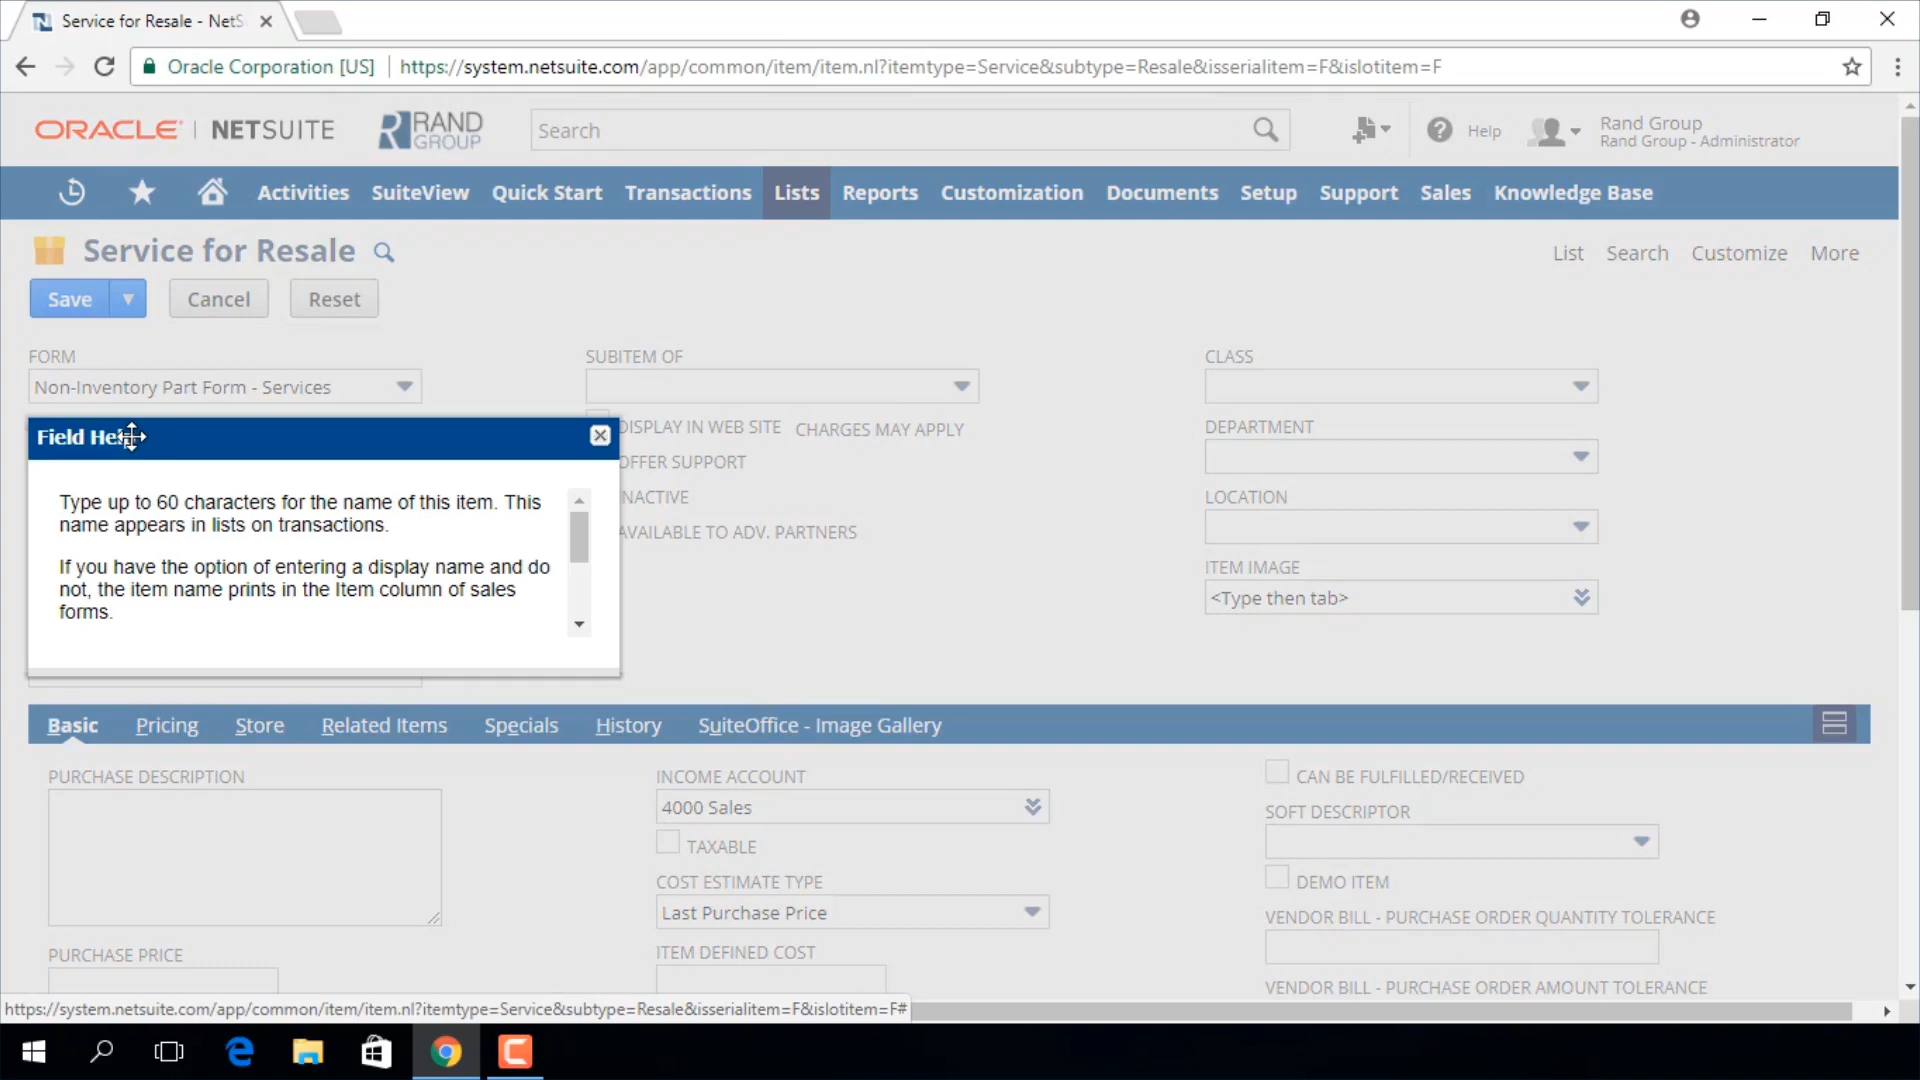 Service for Resale - NetS
Oracle Corporation [US] | https://system.netsuite.com/app/common/item/item.nl?itemtype=Service&subtype=Resale&isserialitem=F&islotitem=F
ORACLE | NETSUITE
RAND
GROUP
Search
Help
Rand Group
Rand Group - Administrator
Activities SuiteView Quick Start Transactions Lists Reports Customization Documents Setup Support Sales Knowledge Base
Service for Resale
List Search Customize More
Save Cancel Reset
FORM
Non-Inventory Part Form - Services
SUBITEM OF
DISPLAY IN WEB SITE CHARGES MAY APPLY
OFFER SUPPORT
NACTIVE
AVAILABLE TO ADV. PARTNERS
CLASS
DEPARTMENT
LOCATION
ITEM IMAGE
<Type then tab>
Field He
Type up to 60 characters for the name of this item. This
name appears in lists on transactions.
If you have the option of entering a display name and do
not, the item name prints in the Item column of sales
forms.
Basic Pricing Store Related Items Specials History SuiteOffice - Image Gallery
PURCHASE DESCRIPTION
PURCHASE PRICE
INCOME ACCOUNT
4000 Sales
TAXABLE
COST ESTIMATE TYPE
Last Purchase Price
ITEM DEFINED COST
CAN BE FULFILLED/RECEIVED
SOFT DESCRIPTOR
DEMO ITEM
VENDOR BILL - PURCHASE ORDER QUANTITY TOLERANCE
VENDOR BILL - PURCHASE ORDER AMOUNT TOLERANCE
https://system.netsuite.com/app/common/item/item.nl?itemtype=Service&subtype=Resale&isserialitem=F&islotitem=F#